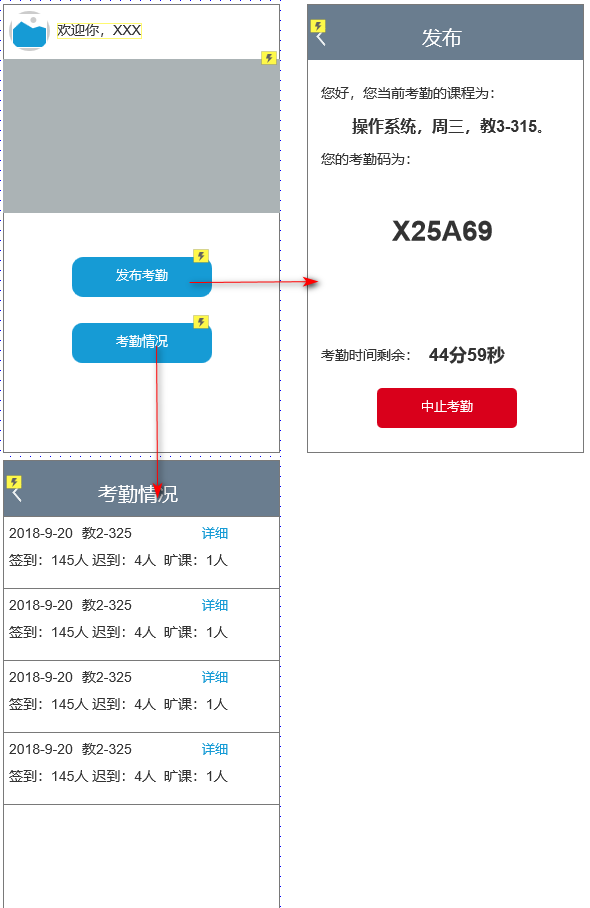 欢迎你，XXX
发布考勤
考勤情况
发布
您好，您当前考勤的课程为：
操作系统，周三，教3-315。
您的考勤码为：
X25A69
考勤时间剩余： 44分59秒
中止考勤
考勤情况
2018-9-20 教2-325 详细
签到：145人 迟到：4人 旷课：1人
2018-9-20 教2-325 详细
签到：145人 迟到：4人 旷课：1人
2018-9-20 教2-325 详细
签到：145人 迟到：4人 旷课：1人
2018-9-20 教2-325 详细
签到：145人 迟到：4人 旷课：1人